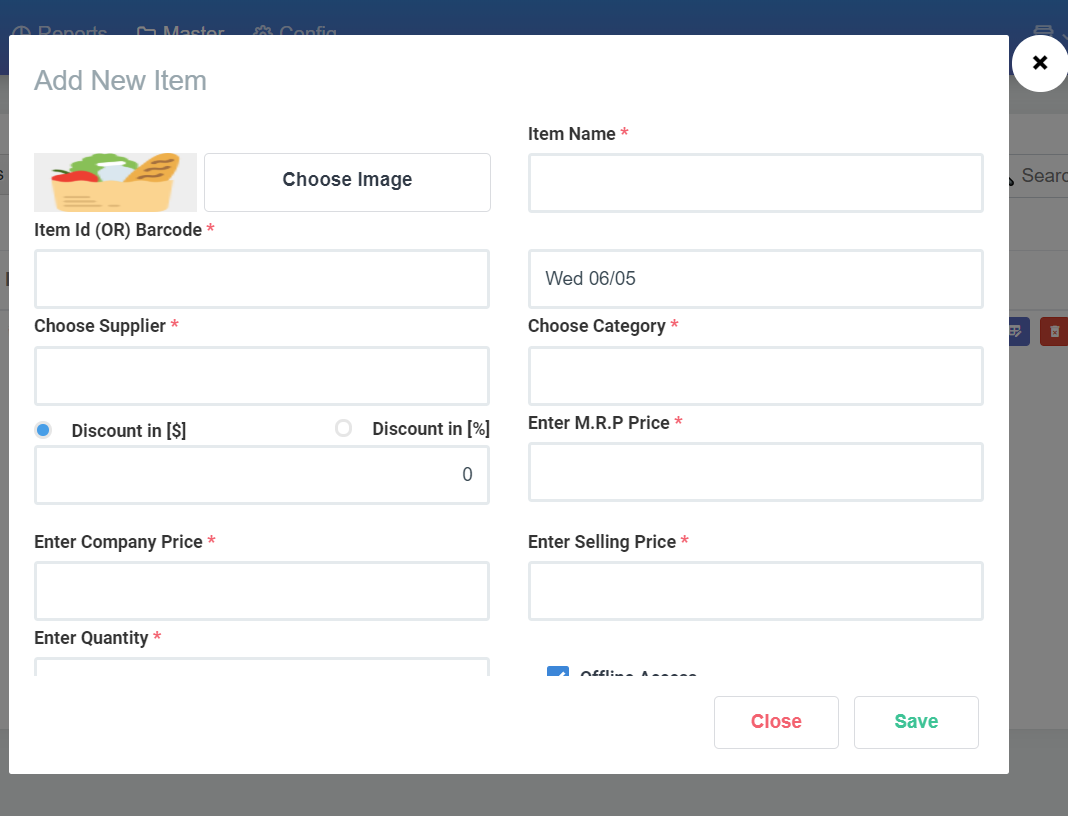 Reports Master Config
Add New Item
Item Name *
Choose Image
Item Id (OR) Barcode *
Wed 06/05
Choose Supplier *
Choose Category *
Discount in [$]
Discount in [%]
Enter M.R.P Price *
0
Enter Company Price *
Enter Selling Price *
Enter Quantity *
Offline Access
Close
Save